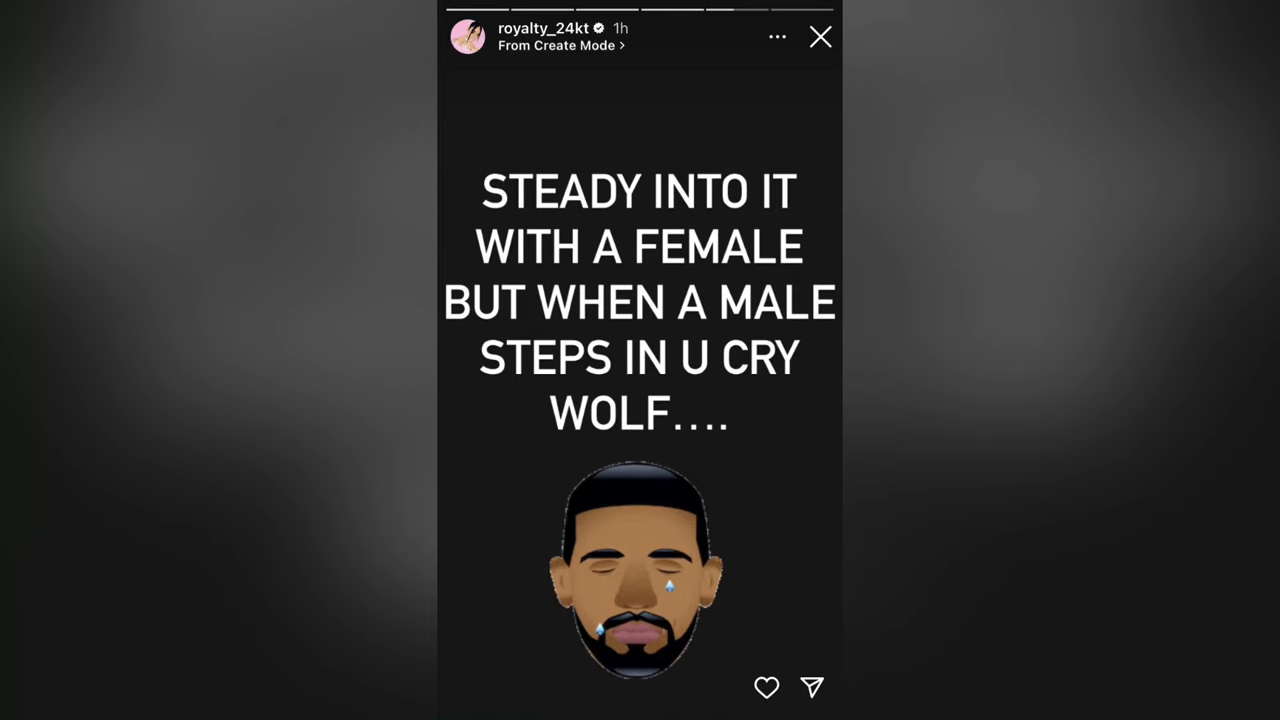 royalty_24kt 1h
From Create Mode >
STEADY INTO IT
WITH A FEMALE
BUT WHEN A MALE
STEPS IN U CRY
WOLF....